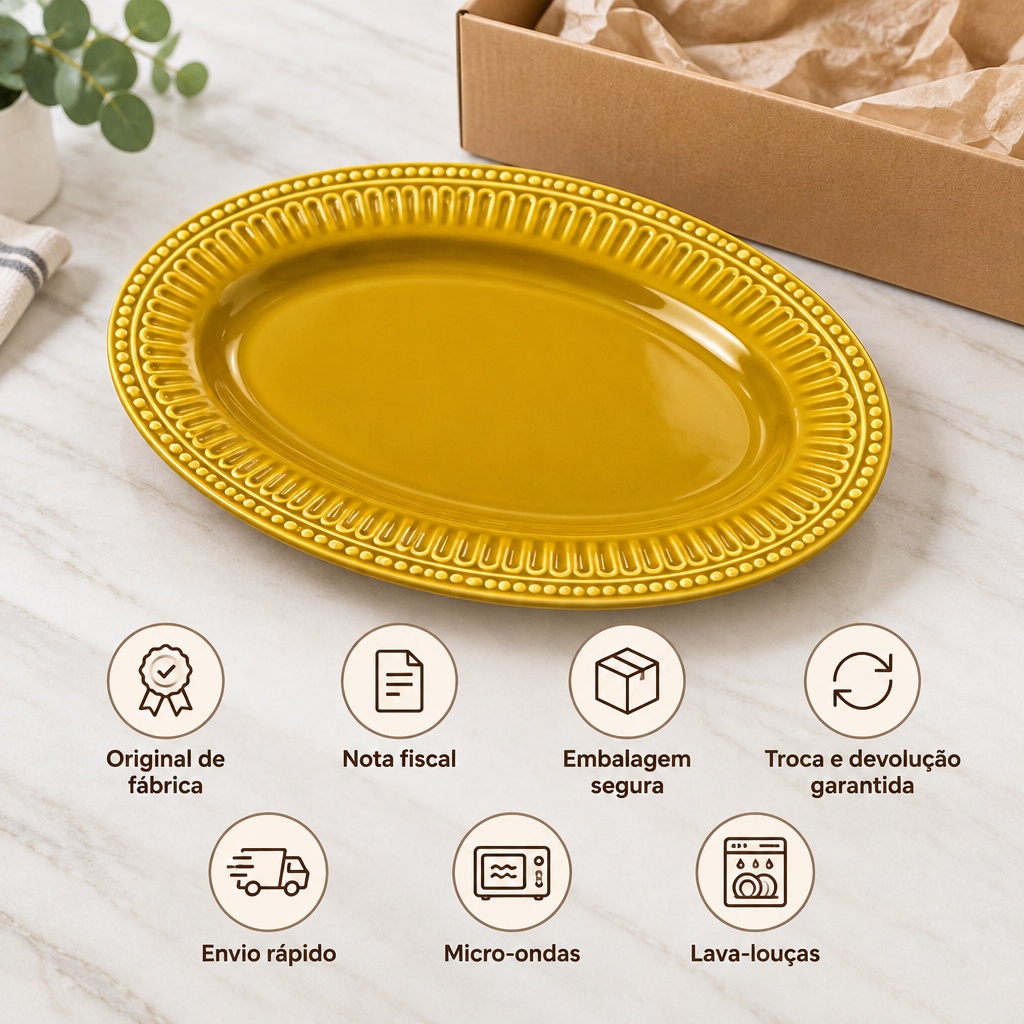 Original de
fábrica
Nota fiscal
Embalagem
segura
Troca e devolução
garantida
Envio rápido
Micro-ondas
Lava-louças